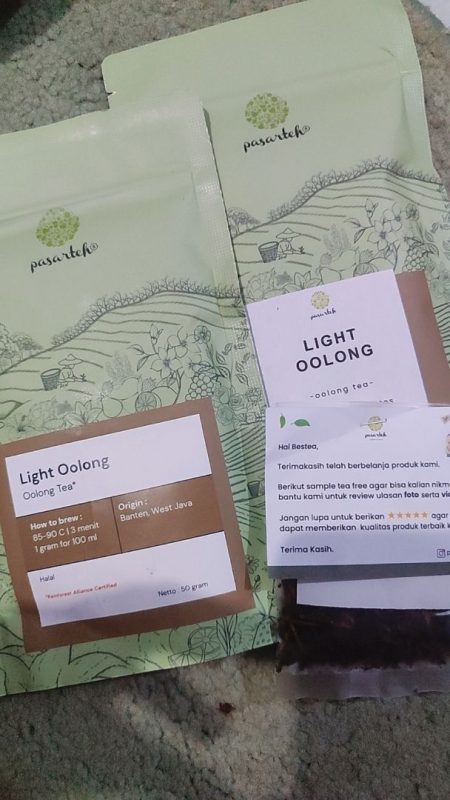 pasarteh®
pasarteh®
pasarteh
LIGHT
OOLONG
-oolong tea-
Light Oolong
Oolong Tea*
How to brew :
85-90 C | 3 menit
1 gram for 100 ml
Origin :
Banten, West Java
Halal
*Rainforest Alliance Certified
Netto : 50 gram
pasarteh
Hai Bestea,
Terimakasih telah berbelanja produk kami.
Berikut sample tea free agar bisa kalian
bantu kami untuk review ulasan foto serta
Jangan lupa untuk berikan ★★★★★ agar
dapat memberikan kualitas produk terbaik
Terima Kasih.